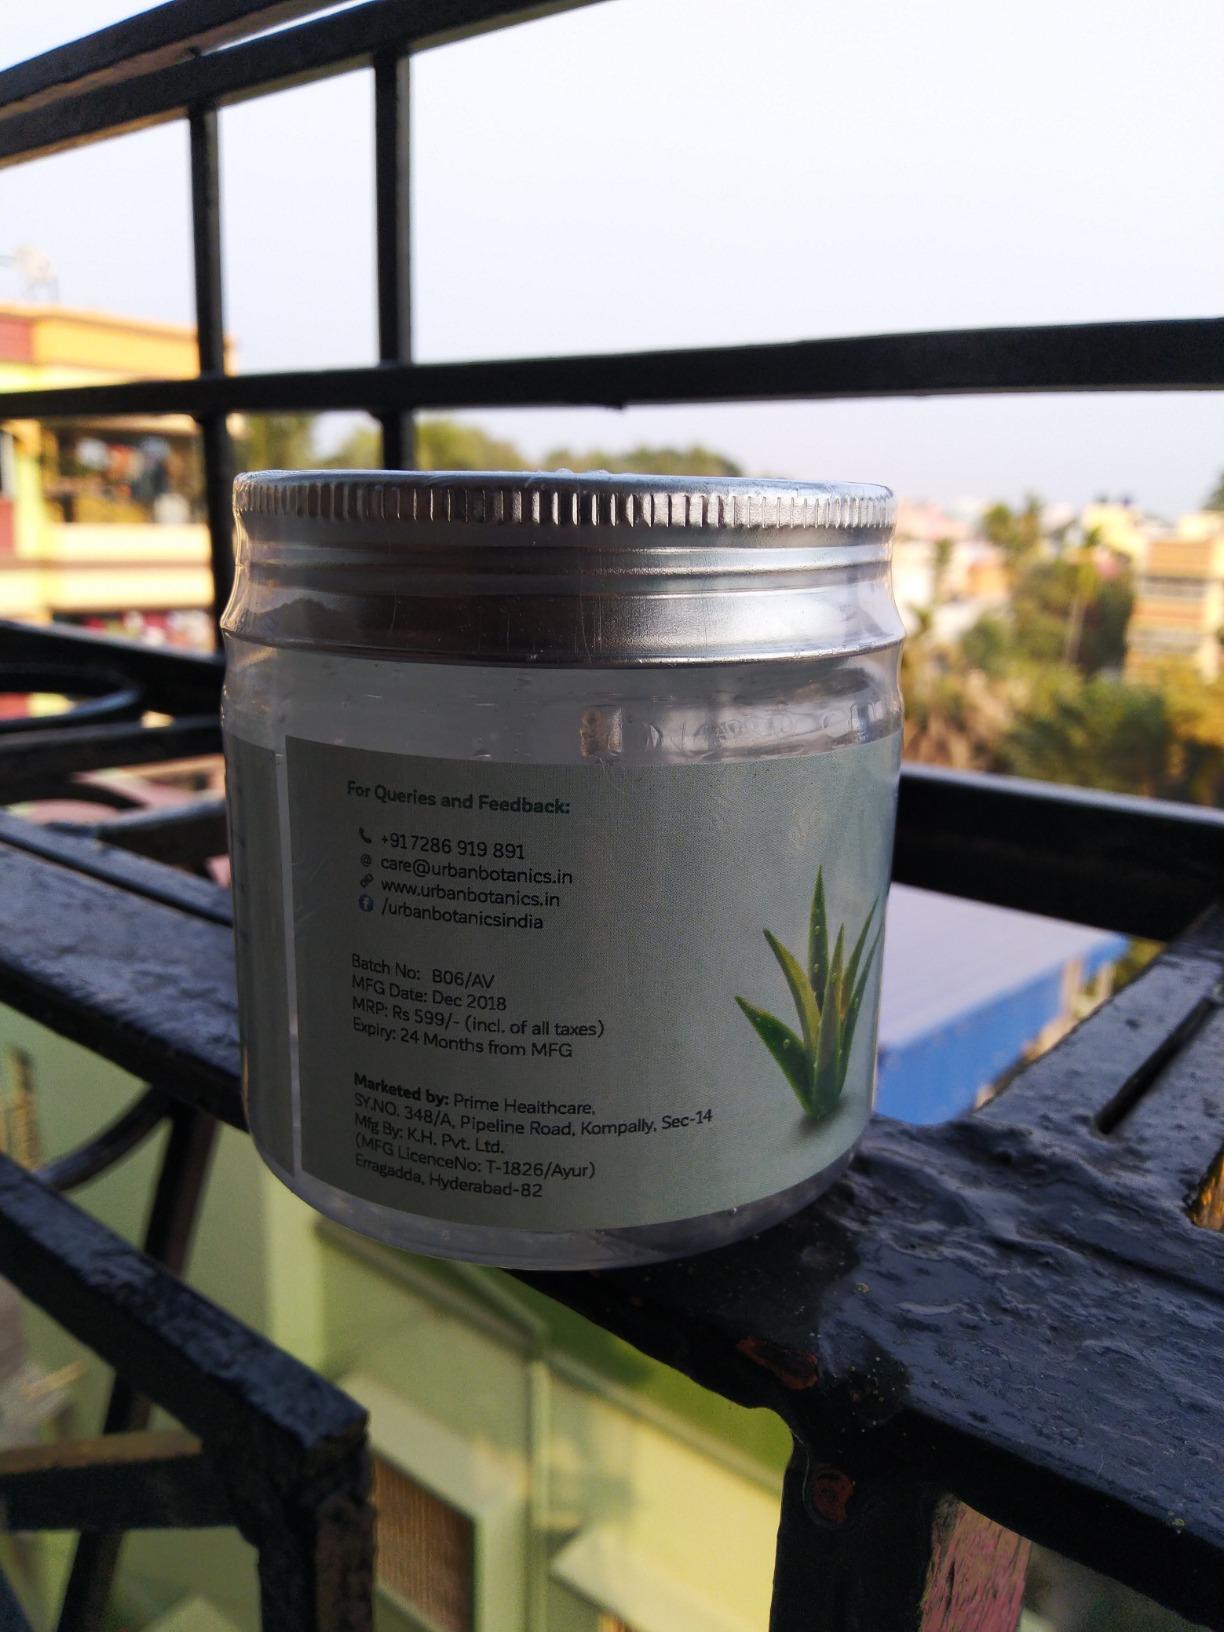 For Queries and Feedback:
+917286 919 891
care@urbanbotanics.in
www.urbanbotanics.in
/urbanbotanicsindia
Batch No: B06/AV
MFG Date: Dec 2018
MRP: Rs 599/- (incl. of all taxes)
Expiry: 24 Months from MFG
Marketed by: Prime Healthcare,
SY.NO. 348/A, Pipeline Road, Kompally, Sec-14
Mfg By: K.H. Pvt. Ltd.
(MFG LicenceNo: T-1826/Ayur)
Erragadda, Hyderabad-82